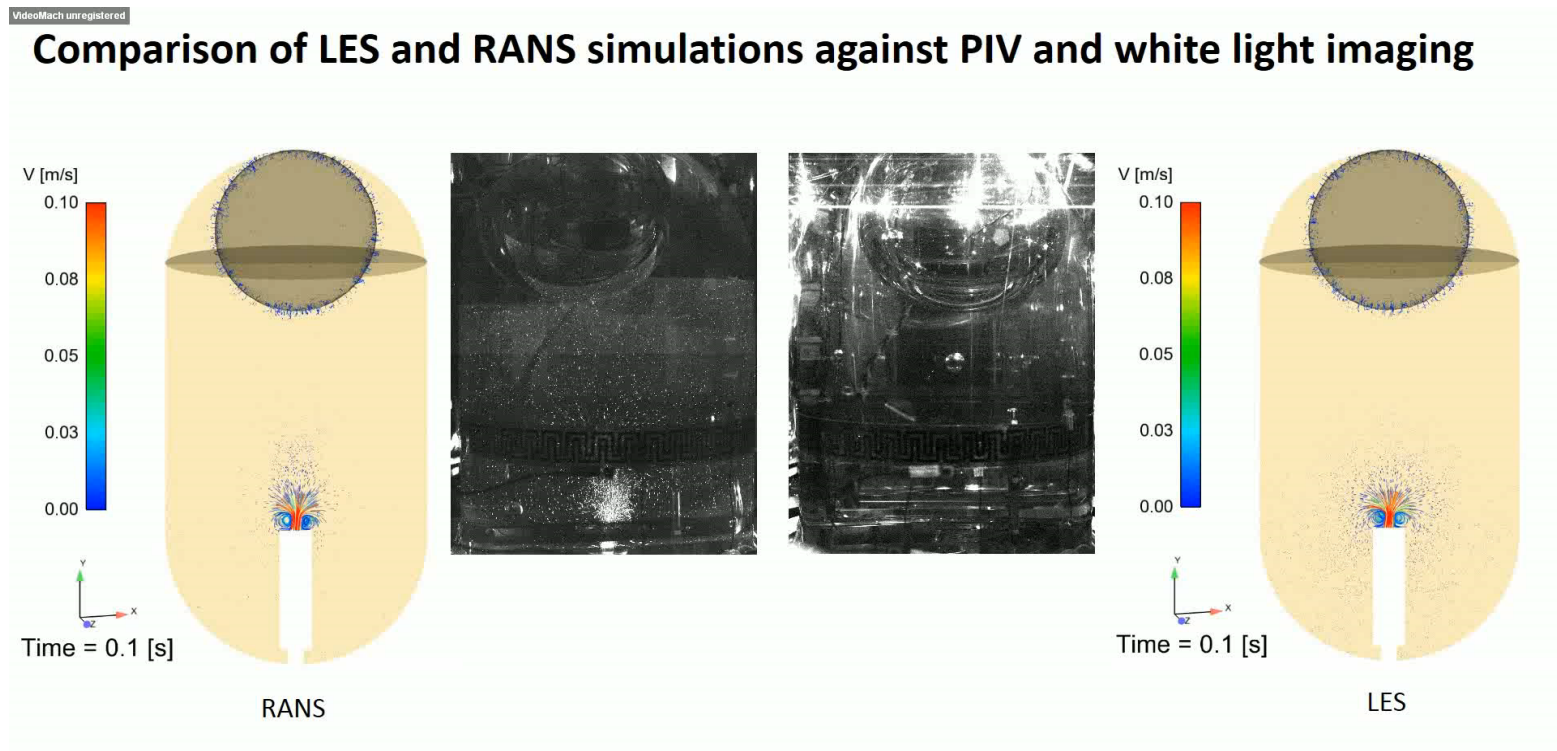 VideoMach unregistered
Comparison of LES and RANS simulations against PIV and white light imaging
V [m/s]
0.10
0.08
0.05
0.03
0.00
Y
X
Z
Time = 0.1 [s]
RANS
V [m/s]
0.10
0.08
0.05
0.03
0.00
Y
X
Z
Time = 0.1 [s]
LES